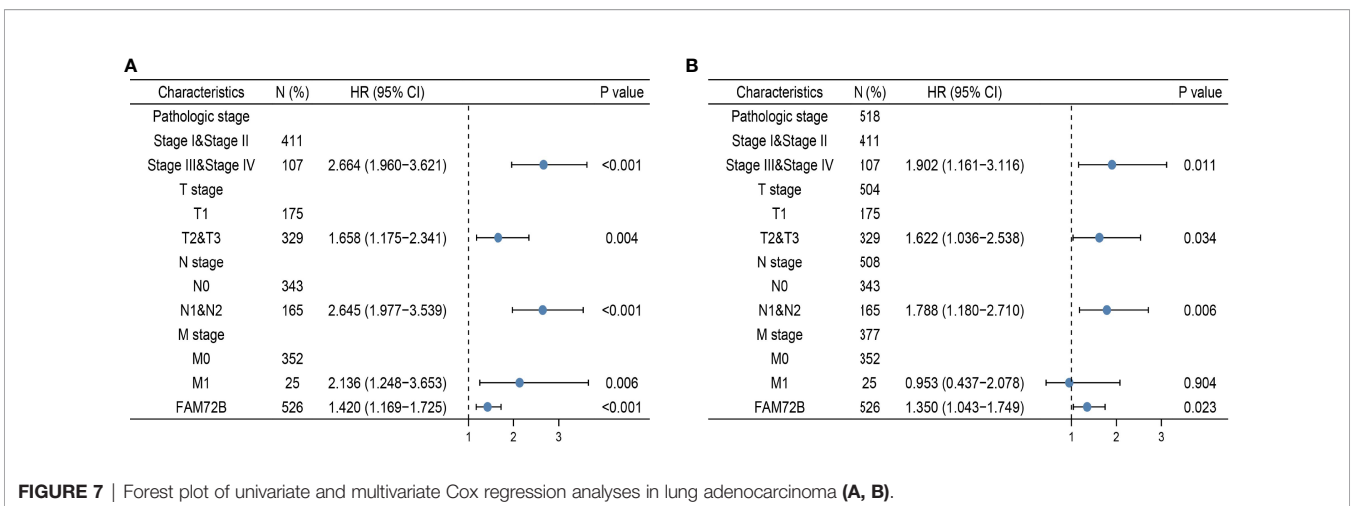 A
Characteristics N (%) HR (95% CI) P value
Pathologic stage
Stage I&Stage II 411
Stage III&Stage IV 107 2.664 (1.960−3.621) <0.001
T stage
T1 175
T2&T3 329 1.658 (1.175−2.341) 0.004
N stage
N0 343
N1&N2 165 2.645 (1.977−3.539) <0.001
M stage
M0 352
M1 25 2.136 (1.248−3.653) 0.006
FAM72B 526 1.420 (1.169−1.725) <0.001
1 2 3
B
Characteristics N (%) HR (95% CI) P value
Pathologic stage 518
Stage I&Stage II 411
Stage III&Stage IV 107 1.902 (1.161−3.116) 0.011
T stage 504
T1 175
T2&T3 329 1.622 (1.036−2.538) 0.034
N stage 508
N0 343
N1&N2 165 1.788 (1.180−2.710) 0.006
M stage 377
M0 352
M1 25 0.953 (0.437−2.078) 0.904
FAM72B 526 1.350 (1.043−1.749) 0.023
1 2 3
FIGURE 7 | Forest plot of univariate and multivariate Cox regression analyses in lung adenocarcinoma (A, B).